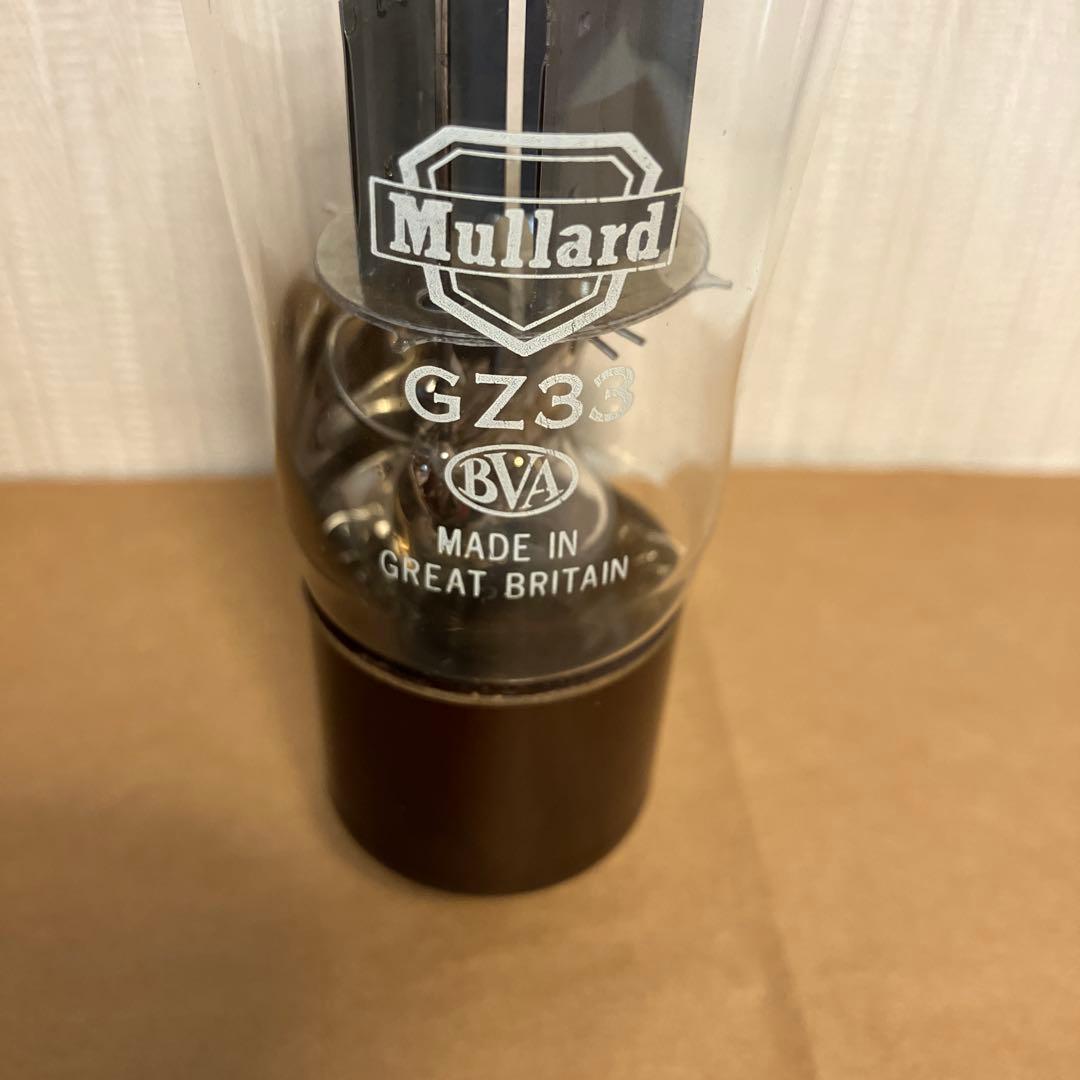 Mullard
GZ33
BVA
MADE IN
GREAT BRITAIN